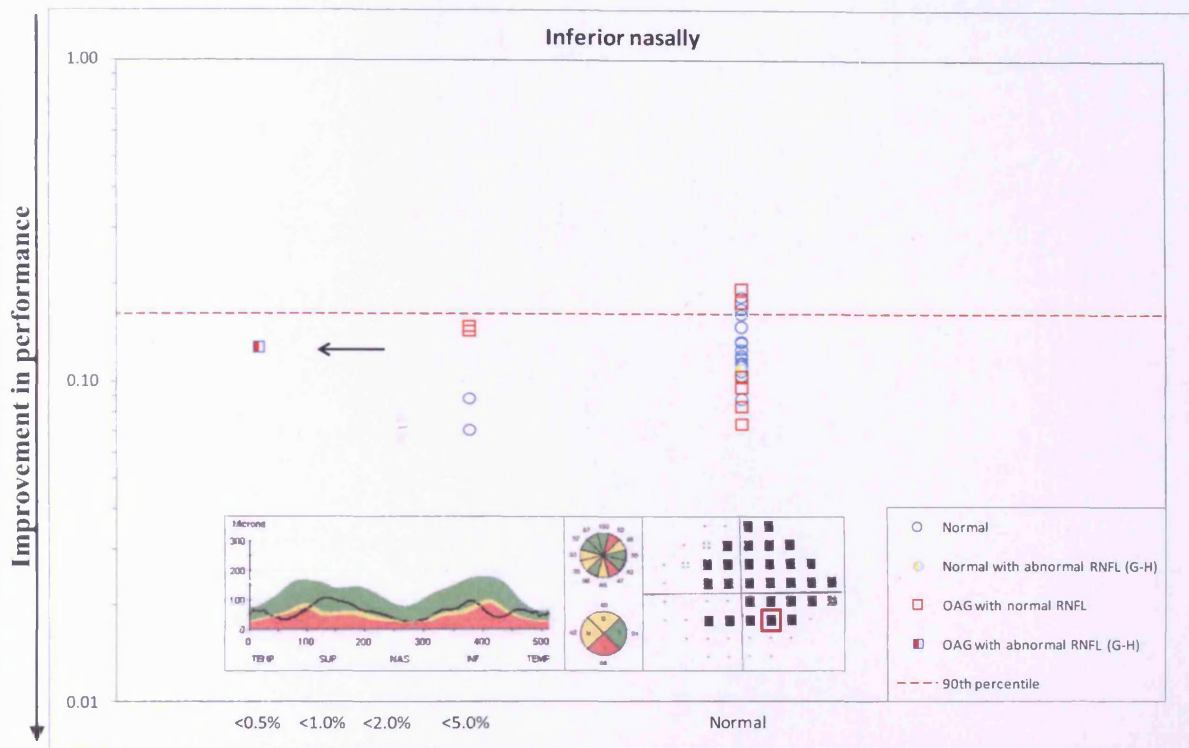 Inferior nasally
Improvement in performance
1.00
0.10
0.01
<0.5% <1.0% <2.0% <5.0% Normal
Microns
300
200
100
0
0 100 200 300 400 500
TEMP SUP NAS INF TEMP
Normal
Normal with abnormal RNFL (G-H)
OAG with normal RNFL
OAG with abnormal RNFL (G-H)
90th percentile